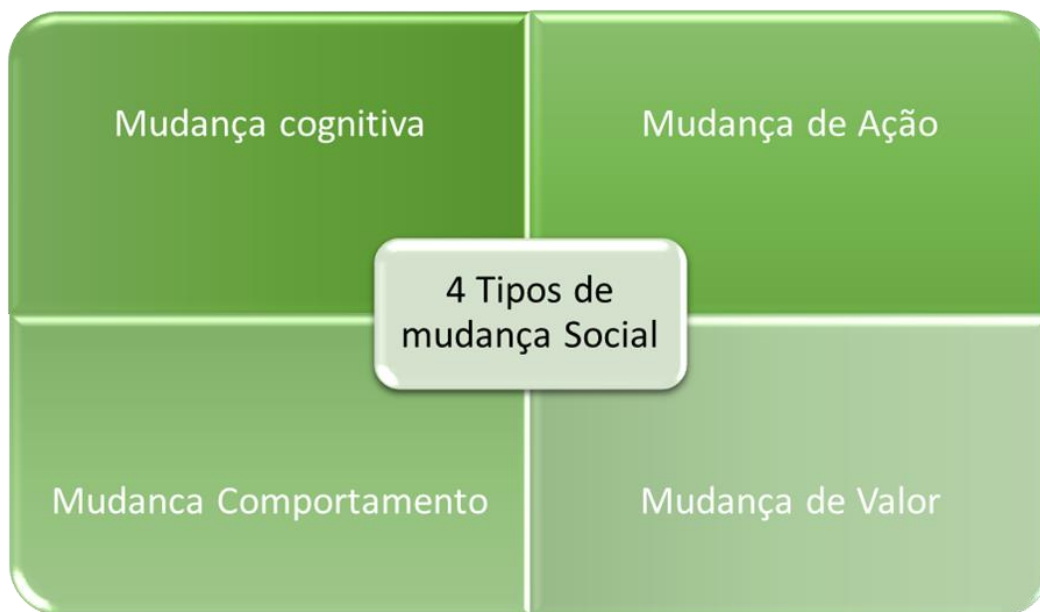 Mudança cognitiva
Mudança de Ação
4 Tipos de
mudança Social
Mudanca Comportamento
Mudança de Valor